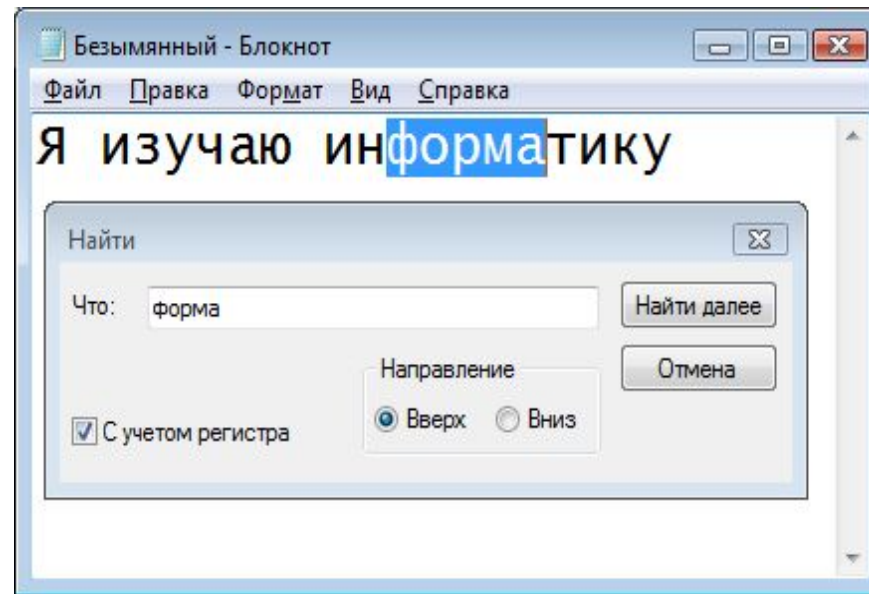 Безымянный - Блокнот
Файл Правка Формат Вид Справка
Я изучаю информатику
Найти
Что: форма Найти далее
Направление Отмена
С учетом регистра Вверх Вниз